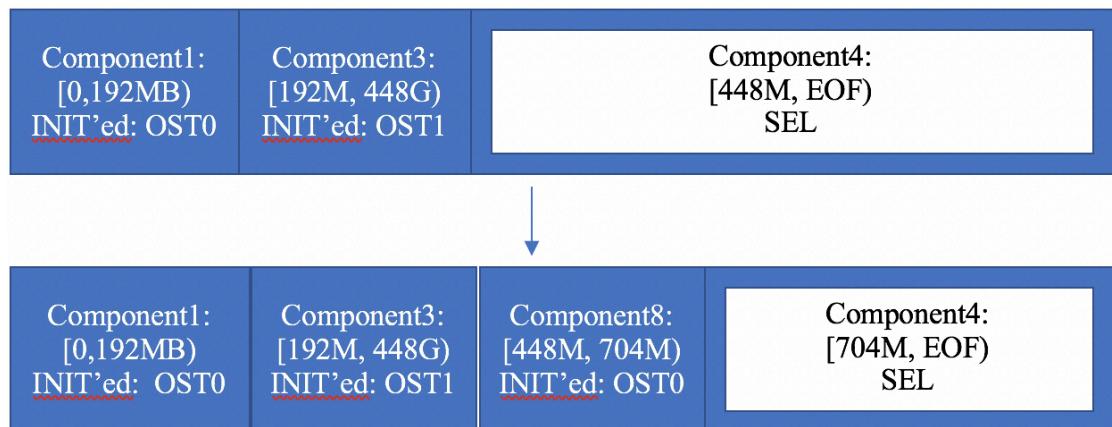 Component1:
[0,192MB)
INIT'ed: OST0
Component3:
[192M, 448G)
INIT'ed: OST1
Component4:
[448M, EOF)
SEL
Component1:
[0,192MB)
INIT'ed:  OST0
Component3:
[192M, 448G)
INIT'ed: OST1
Component8:
[448M, 704M)
INIT'ed: OST0
Component4:
[704M, EOF)
SEL